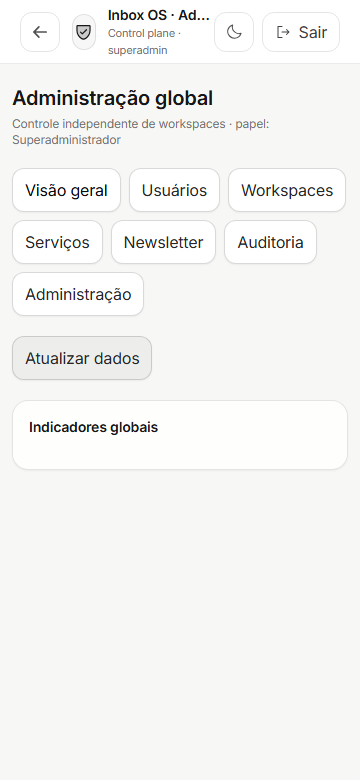 Inbox OS · Ad...
Control plane ·
superadmin
Sair
Administração global
Controle independente de workspaces · papel:
Superadministrador
Visão geral
Usuários
Workspaces
Serviços
Newsletter
Auditoria
Administração
Atualizar dados
Indicadores globais